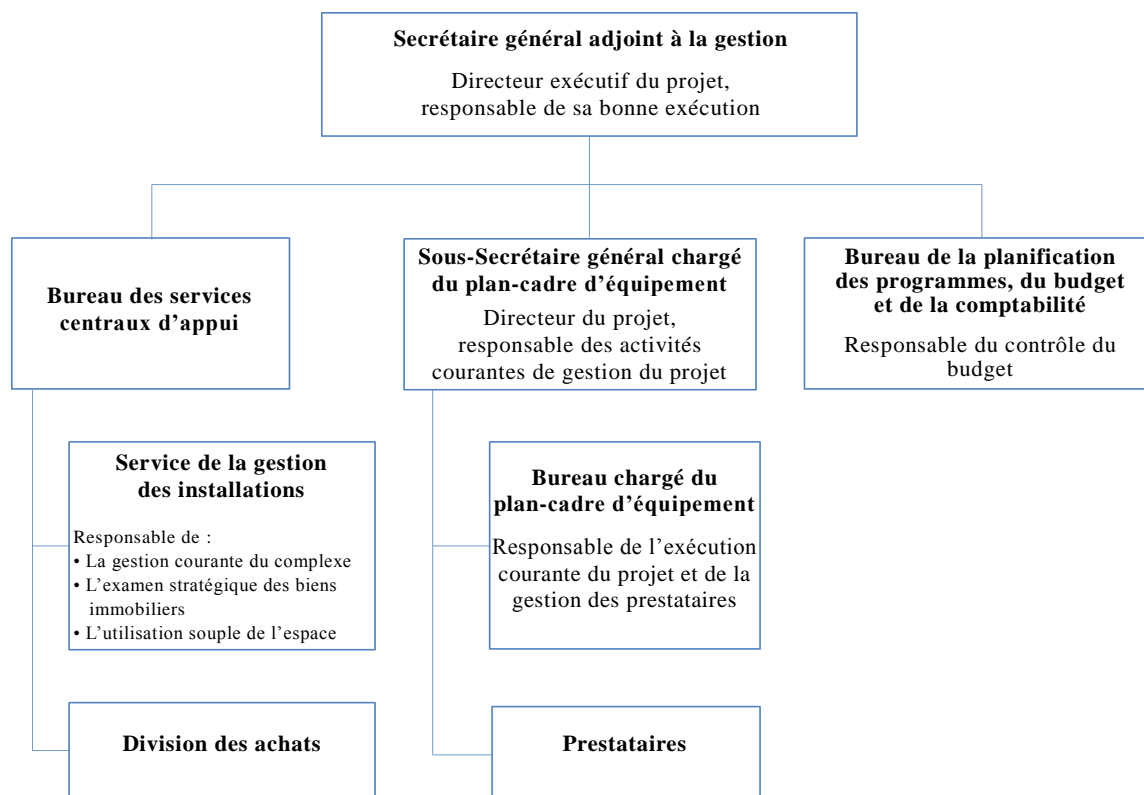 Secrétaire général adjoint à la gestion
Directeur exécutif du projet,
responsable de sa bonne exécution
Bureau des services
centraux d’appui
Sous-Secrétaire général chargé
du plan-cadre d’équipement
Directeur du projet,
responsable des activités
courantes de gestion du projet
Bureau de la planification
des programmes, du budget
et de la comptabilité
Responsable du contrôle du
budget
Service de la gestion
des installations
Responsable de :
• La gestion courante du complexe
• L’examen stratégique des biens
immobiliers
• L’utilisation souple de l’espace
Bureau chargé du
plan-cadre d’équipement
Responsable de l’exécution
courante du projet et de la
gestion des prestataires
Division des achats
Prestataires